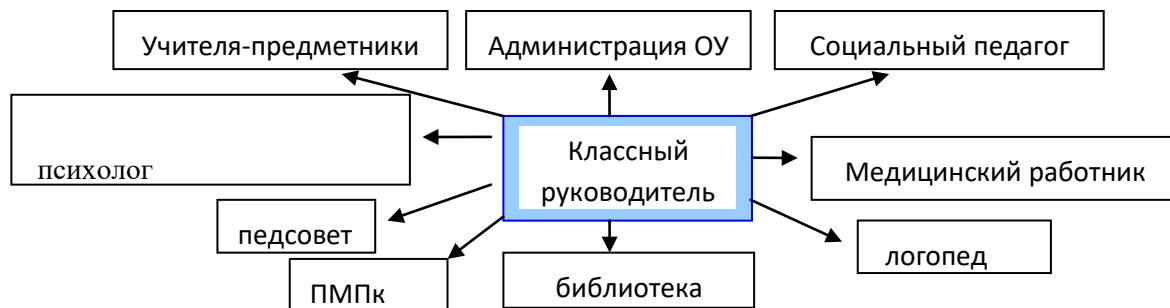 Учителя-предметники
Администрация ОУ
Социальный педагог
психолог
Классный
руководитель
Медицинский работник
педсовет
логопед
ПМПк
библиотека